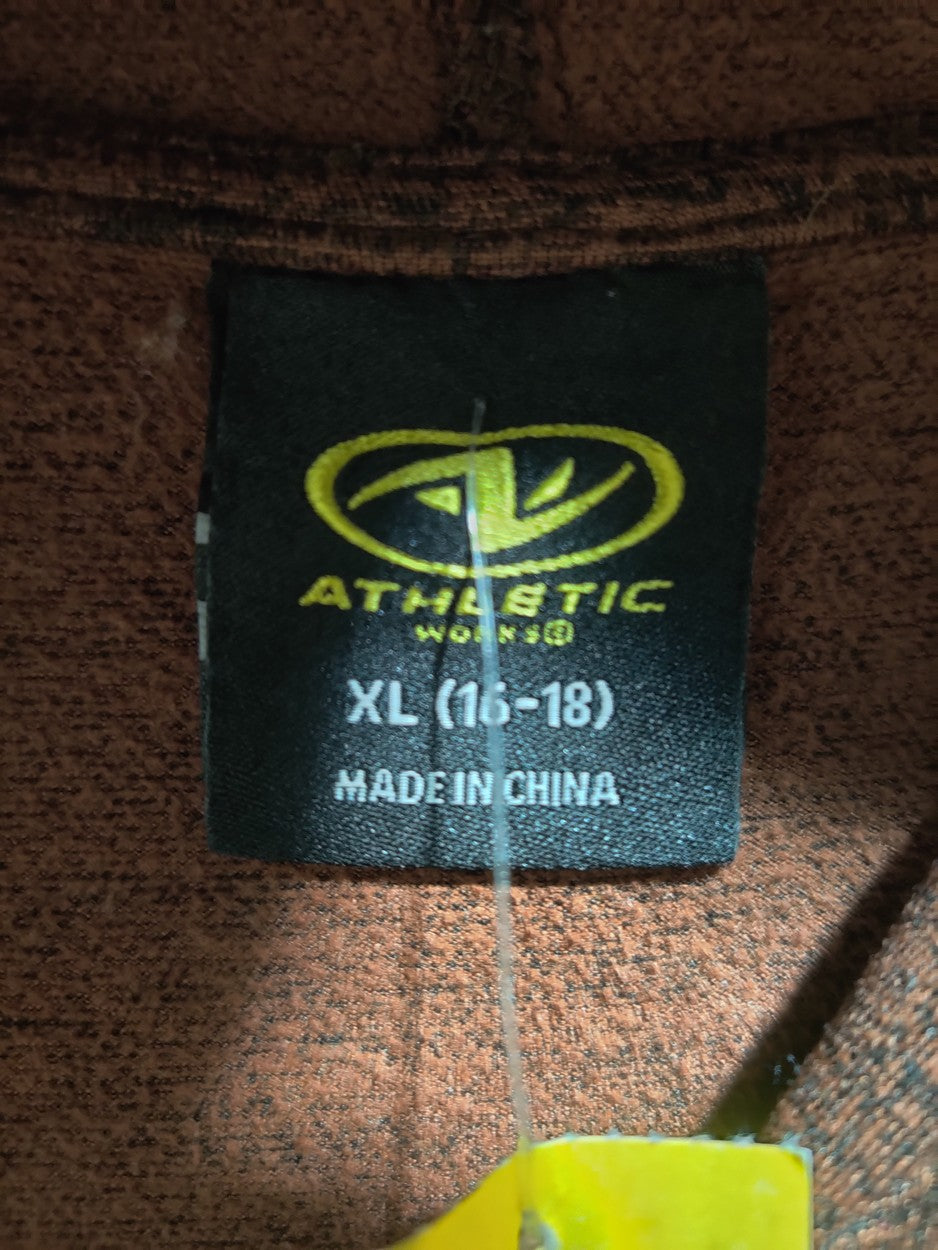 ATHLETIC
WORKS®
XL (16-18)
MADE IN CHINA